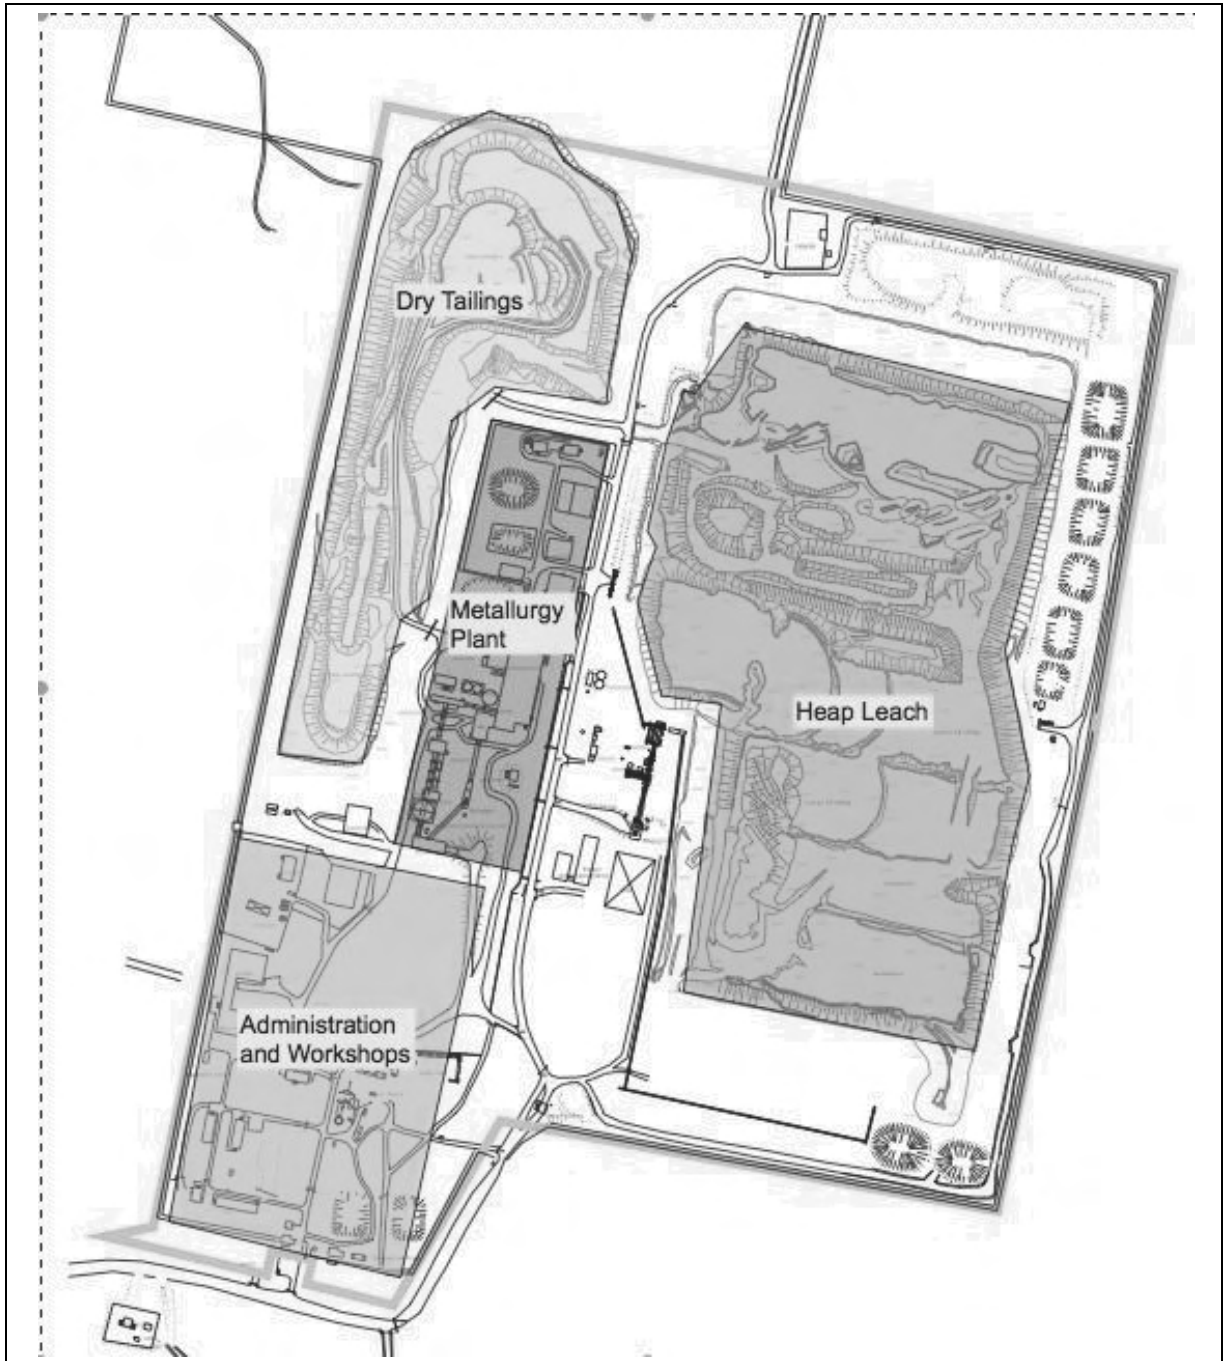 Dry Tailings
Metallurgy
Plant
Heap Leach
Administration
and Workshops